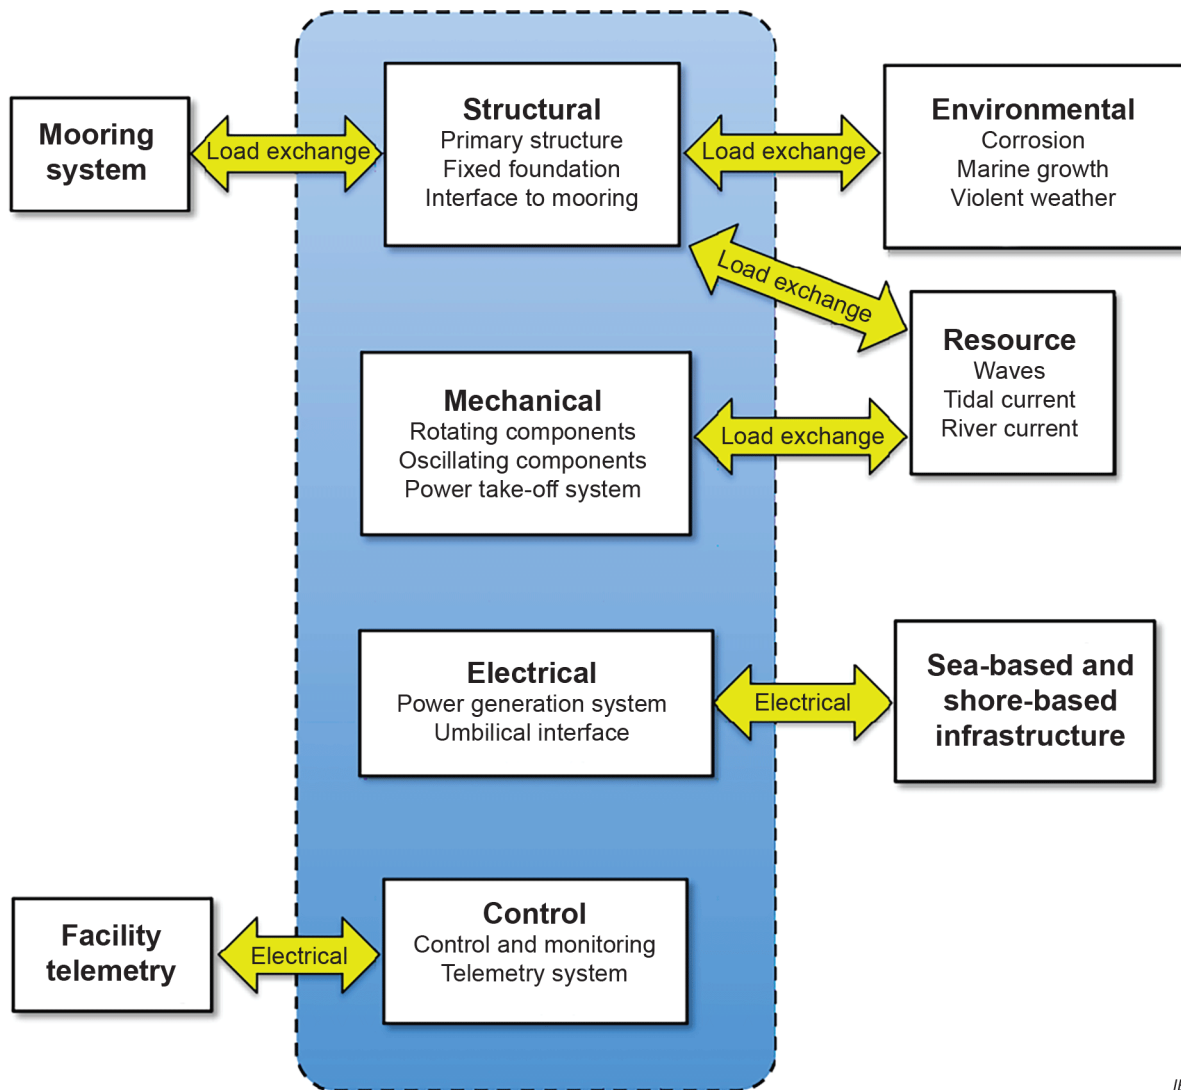 Mooring
system
Load exchange
Structural
Primary structure
Fixed foundation
Interface to mooring
Load exchange
Environmental
Corrosion
Marine growth
Violent weather
Load exchange
Resource
Waves
Tidal current
River current
Mechanical
Rotating components
Oscillating components
Power take-off system
Load exchange
Electrical
Power generation system
Umbilical interface
Electrical
Sea-based and
shore-based
infrastructure
Facility
telemetry
Electrical
Control
Control and monitoring
Telemetry system